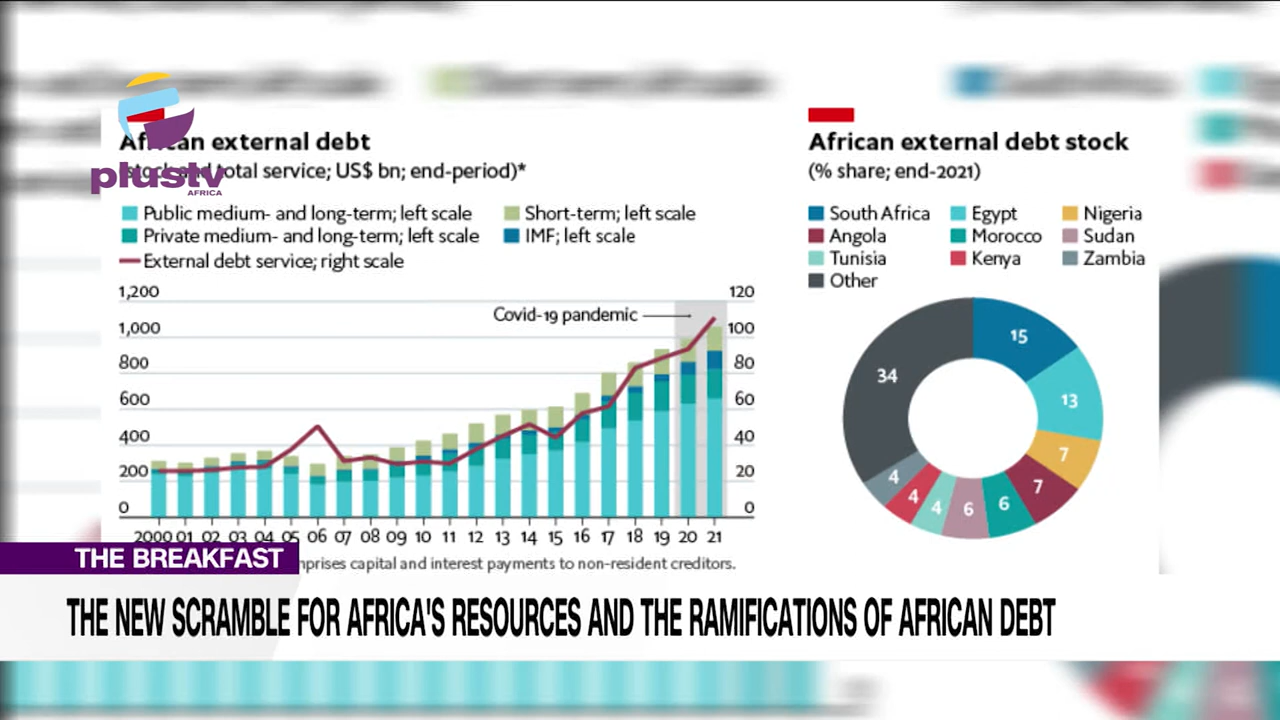 African external debt
(stock and total service; US$ bn; end-period)*
plustv
AFRICA
Public medium- and long-term; left scale
Short-term; left scale
Private medium- and long-term; left scale
IMF; left scale
External debt service; right scale
1,200
120
Covid-19 pandemic
1,000
100
800
80
600
60
400
40
200
20
0
0
2000 01 02 03 04 05 06 07 08 09 10 11 12 13 14 15 16 17 18 19 20 21
capital and interest payments to non-resident creditors.
African external debt stock
(% share; end-2021)
South Africa
Egypt
Nigeria
Angola
Morocco
Sudan
Tunisia
Kenya
Zambia
Other
15
13
7
7
6
6
4
4
4
34
THE BREAKFAST
THE NEW SCRAMBLE FOR AFRICA'S RESOURCES AND THE RAMIFICATIONS OF AFRICAN DEBT